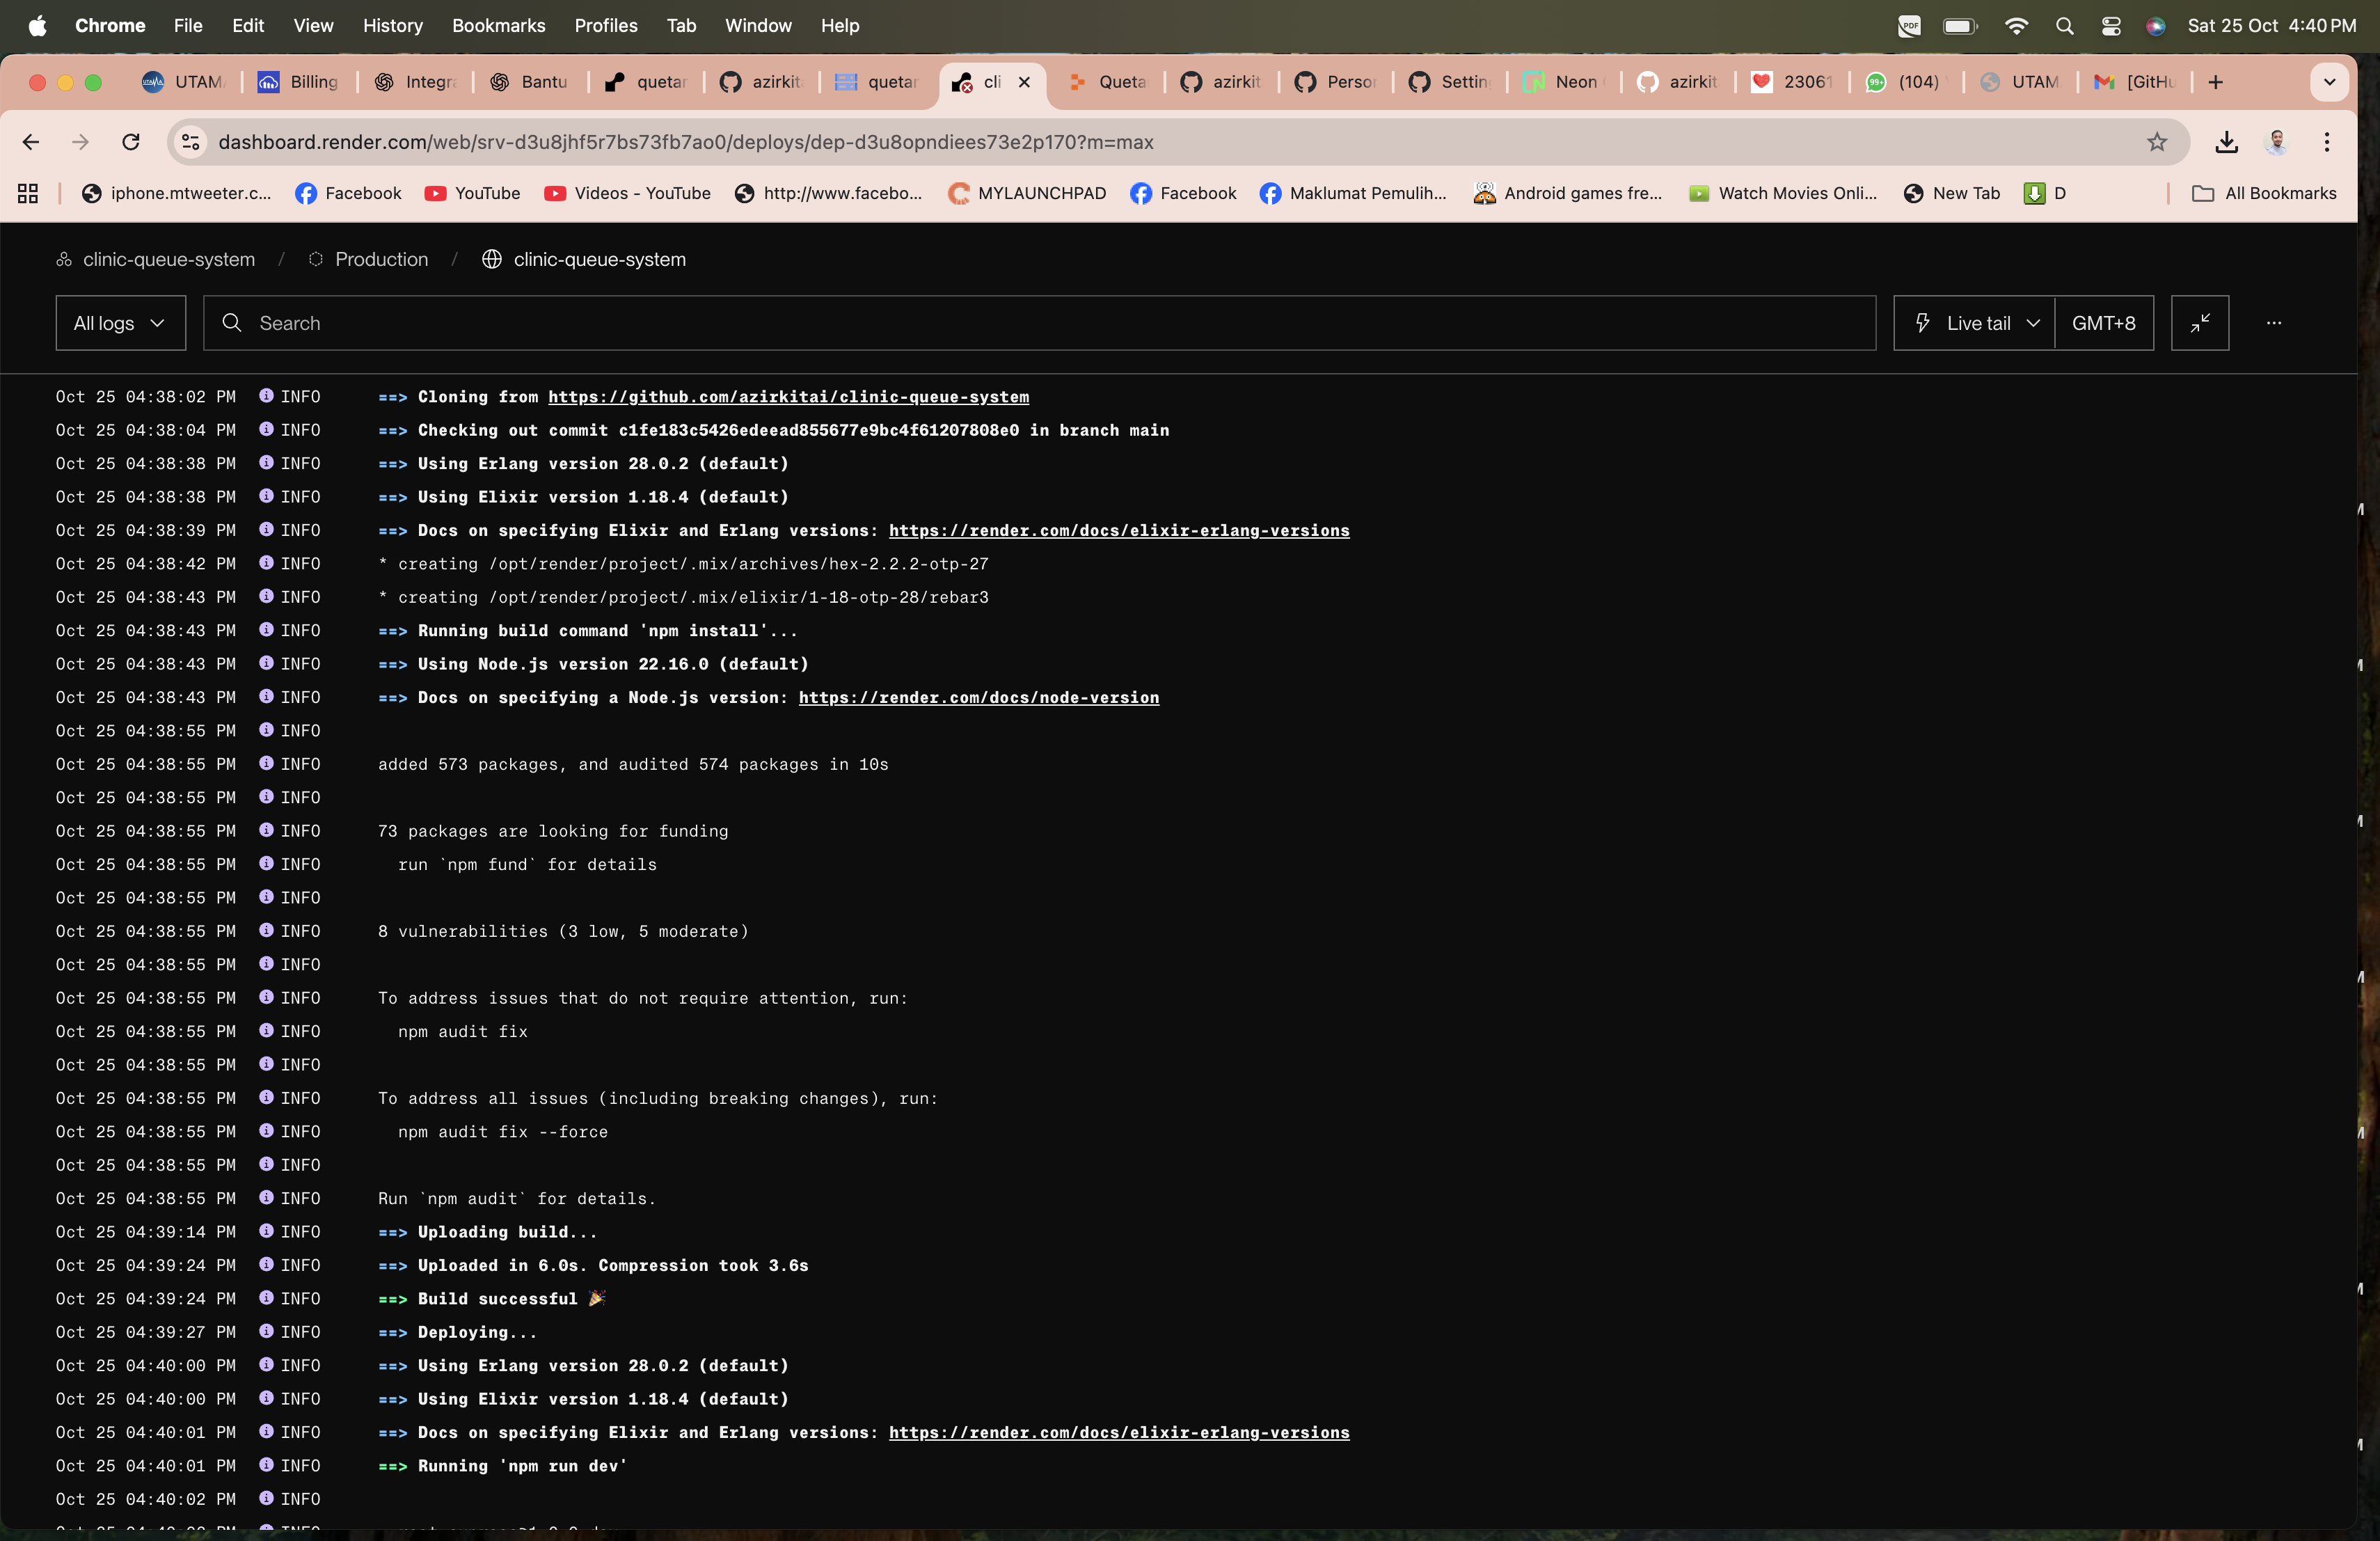 Chrome File Edit View History Bookmarks Profiles Tab Window Help PDF Sat 25 Oct 4:40 PM
UTAM Billing Integra Bantu quetar azirkit quetar cli Queta azirkit Person Settin Neon azirkit 23061 99+ (104) UTAM [GitHu
dashboard.render.com/web/srv-d3u8jhf5r7bs73fb7ao0/deploys/dep-d3u8opndiees73e2p170?m=max
iphone.mtweeter.c... Facebook YouTube Videos - YouTube http://www.facebo... MYLAUNCHPAD Facebook Maklumat Pemulih... Android games fre... Watch Movies Onli... New Tab D All Bookmarks
clinic-queue-system / Production / clinic-queue-system
All logs Search Live tail GMT+8 ...
Oct 25 04:38:02 PM INFO ==> Cloning from https://github.com/azirkitai/clinic-queue-system
Oct 25 04:38:04 PM INFO ==> Checking out commit c1fe183c5426edeead855677e9bc4f61207808e0 in branch main
Oct 25 04:38:38 PM INFO ==> Using Erlang version 28.0.2 (default)
Oct 25 04:38:38 PM INFO ==> Using Elixir version 1.18.4 (default)
Oct 25 04:38:39 PM INFO ==> Docs on specifying Elixir and Erlang versions: https://render.com/docs/elixir-erlang-versions
Oct 25 04:38:42 PM INFO * creating /opt/render/project/.mix/archives/hex-2.2.2-otp-27
Oct 25 04:38:43 PM INFO * creating /opt/render/project/.mix/elixir/1-18-otp-28/rebar3
Oct 25 04:38:43 PM INFO ==> Running build command 'npm install'...
Oct 25 04:38:43 PM INFO ==> Using Node.js version 22.16.0 (default)
Oct 25 04:38:43 PM INFO ==> Docs on specifying a Node.js version: https://render.com/docs/node-version
Oct 25 04:38:55 PM INFO
Oct 25 04:38:55 PM INFO added 573 packages, and audited 574 packages in 10s
Oct 25 04:38:55 PM INFO
Oct 25 04:38:55 PM INFO 73 packages are looking for funding
Oct 25 04:38:55 PM INFO run `npm fund` for details
Oct 25 04:38:55 PM INFO
Oct 25 04:38:55 PM INFO 8 vulnerabilities (3 low, 5 moderate)
Oct 25 04:38:55 PM INFO
Oct 25 04:38:55 PM INFO To address issues that do not require attention, run:
Oct 25 04:38:55 PM INFO npm audit fix
Oct 25 04:38:55 PM INFO
Oct 25 04:38:55 PM INFO To address all issues (including breaking changes), run:
Oct 25 04:38:55 PM INFO npm audit fix --force
Oct 25 04:38:55 PM INFO
Oct 25 04:38:55 PM INFO Run `npm audit` for details.
Oct 25 04:39:14 PM INFO ==> Uploading build...
Oct 25 04:39:24 PM INFO ==> Uploaded in 6.0s. Compression took 3.6s
Oct 25 04:39:24 PM INFO ==> Build successful 🎉
Oct 25 04:39:27 PM INFO ==> Deploying...
Oct 25 04:40:00 PM INFO ==> Using Erlang version 28.0.2 (default)
Oct 25 04:40:00 PM INFO ==> Using Elixir version 1.18.4 (default)
Oct 25 04:40:01 PM INFO ==> Docs on specifying Elixir and Erlang versions: https://render.com/docs/elixir-erlang-versions
Oct 25 04:40:01 PM INFO ==> Running 'npm run dev'
Oct 25 04:40:02 PM INFO